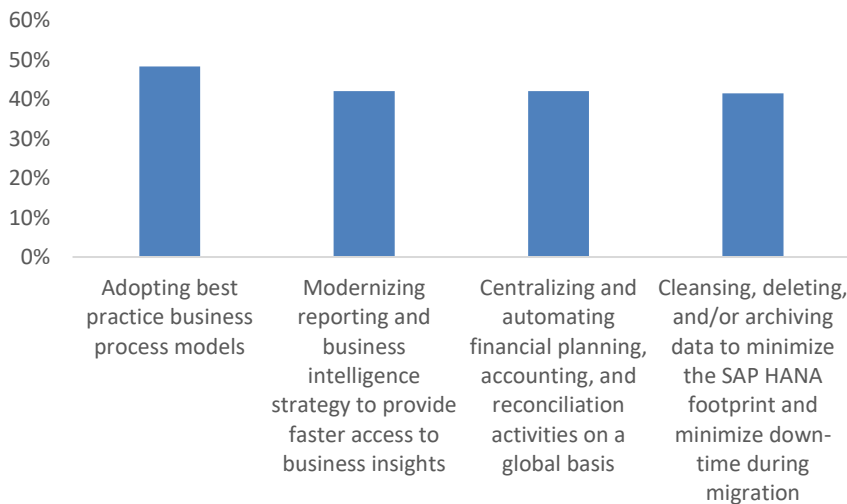 60%
50%
40%
30%
20%
10%
0%
Adopting best
practice business
process models
Modernizing
reporting and
business
intelligence
strategy to provide
faster access to
business insights
Centralizing and
automating
financial planning,
accounting, and
reconciliation
activities on a
global basis
Cleansing, deleting,
and/or archiving
data to minimize
the SAP HANA
footprint and
minimize down-
time during
migration